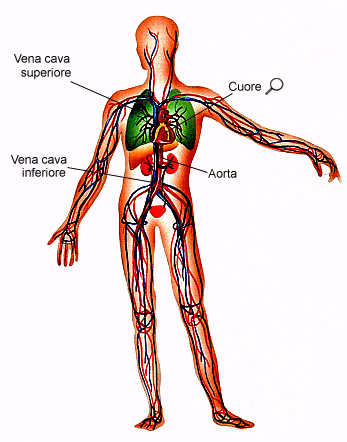 Vena cava
superiore
Cuore
Vena cava
inferiore
Aorta